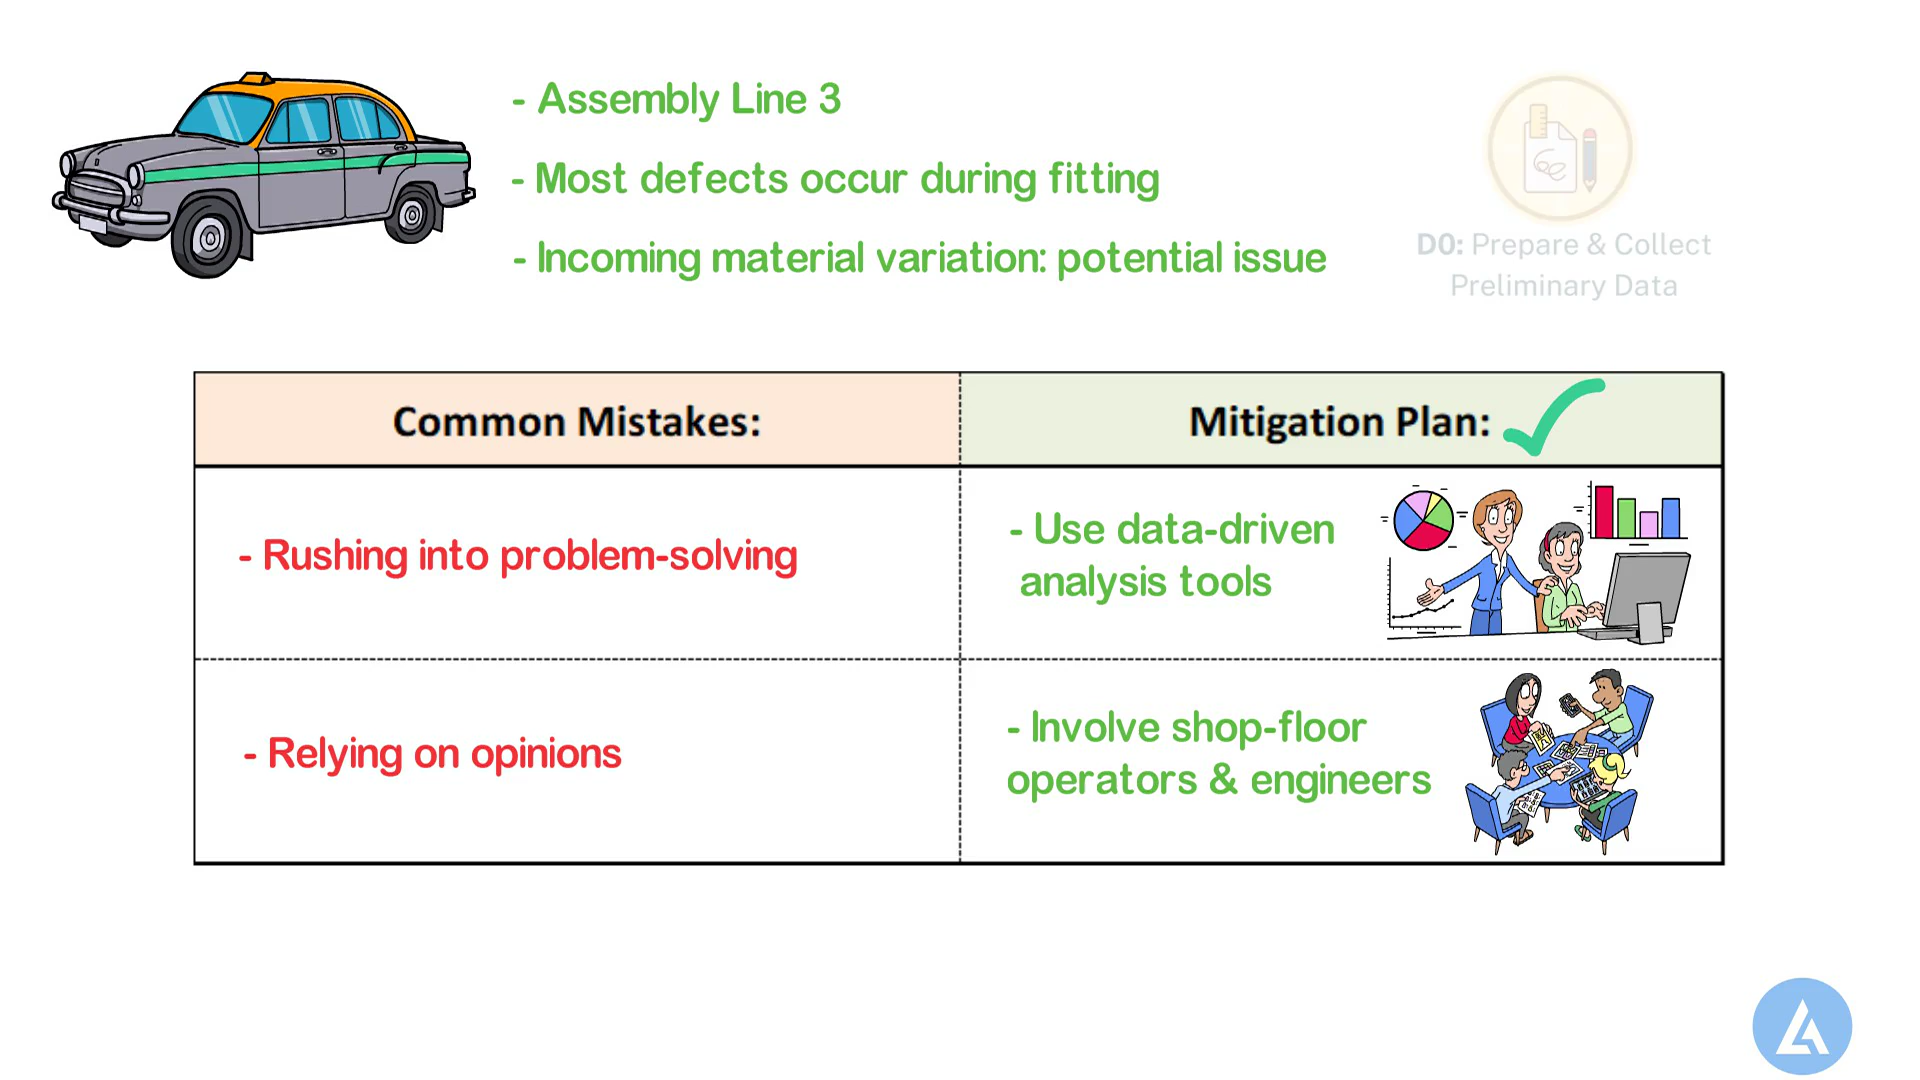 - Assembly Line 3
- Most defects occur during fitting
- Incoming material variation: potential issue
D0: Prepare & Collect
Preliminary Data
Common Mistakes:
Mitigation Plan:
- Rushing into problem-solving
- Use data-driven
analysis tools
- Relying on opinions
- Involve shop-floor
operators & engineers